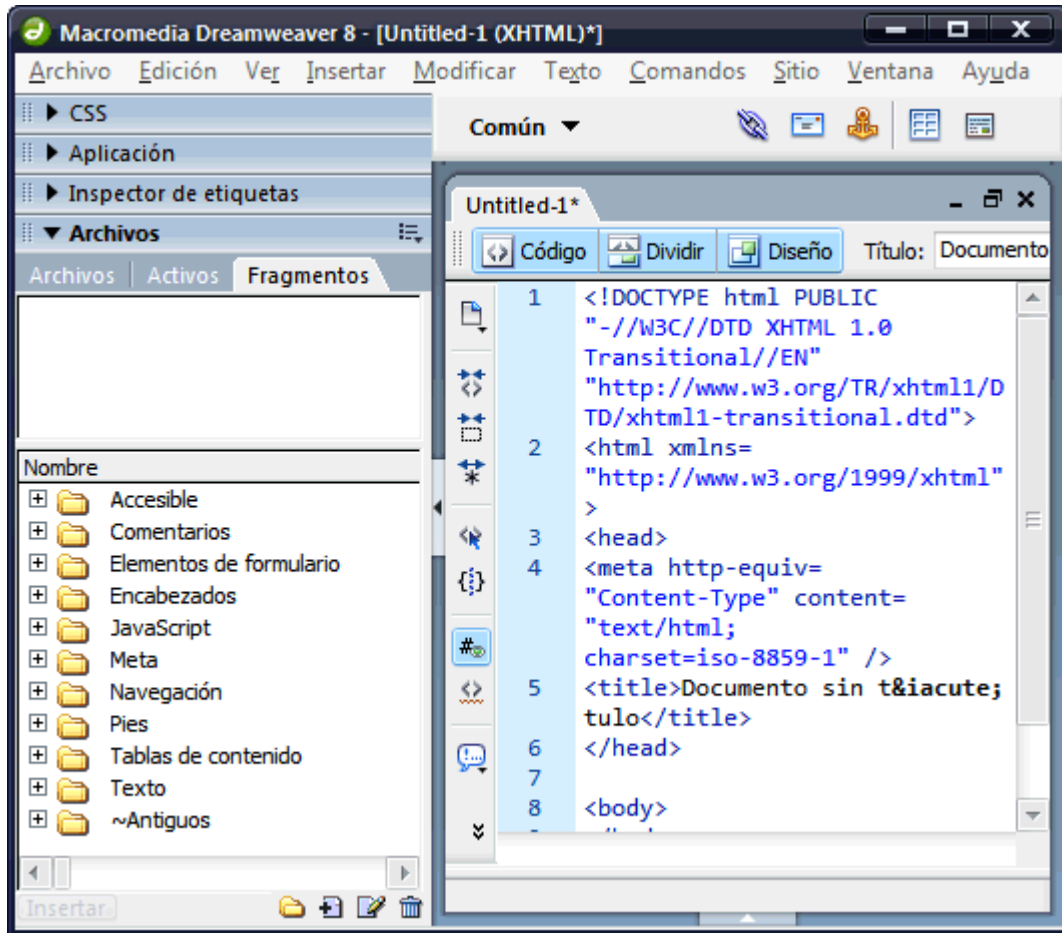 Macromedia Dreamweaver 8 - [Untitled-1 (XHTML)*]
Archivo Edición Ver Insertar Modificar Texto Comandos Sitio Ventana Ayuda
CSS
Aplicación
Inspector de etiquetas
Archivos
Archivos Activos Fragmentos
Nombre
Accesible
Comentarios
Elementos de formulario
Encabezados
JavaScript
Meta
Navegación
Pies
Tablas de contenido
Texto
~Antiguos
Insertar
Común
Untitled-1*
Código Dividir Diseño Título: Documento
1 <!DOCTYPE html PUBLIC
"-//W3C//DTD XHTML 1.0
Transitional//EN"
"http://www.w3.org/TR/xhtml1/D
TD/xhtml1-transitional.dtd">
2 <html xmlns=
"http://www.w3.org/1999/xhtml"
>
3 <head>
4 <meta http-equiv=
"Content-Type" content=
"text/html;
charset=iso-8859-1" />
5 <title>Documento sin t&iacute;
tulo</title>
6 </head>
7
8 <body>